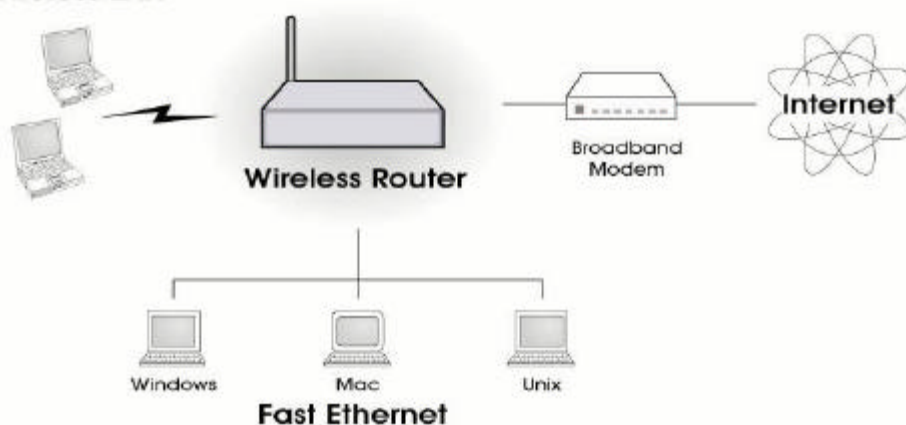 Internet
Broadband
Modem
Wireless Router
Windows
Mac
Unix
Fast Ethernet